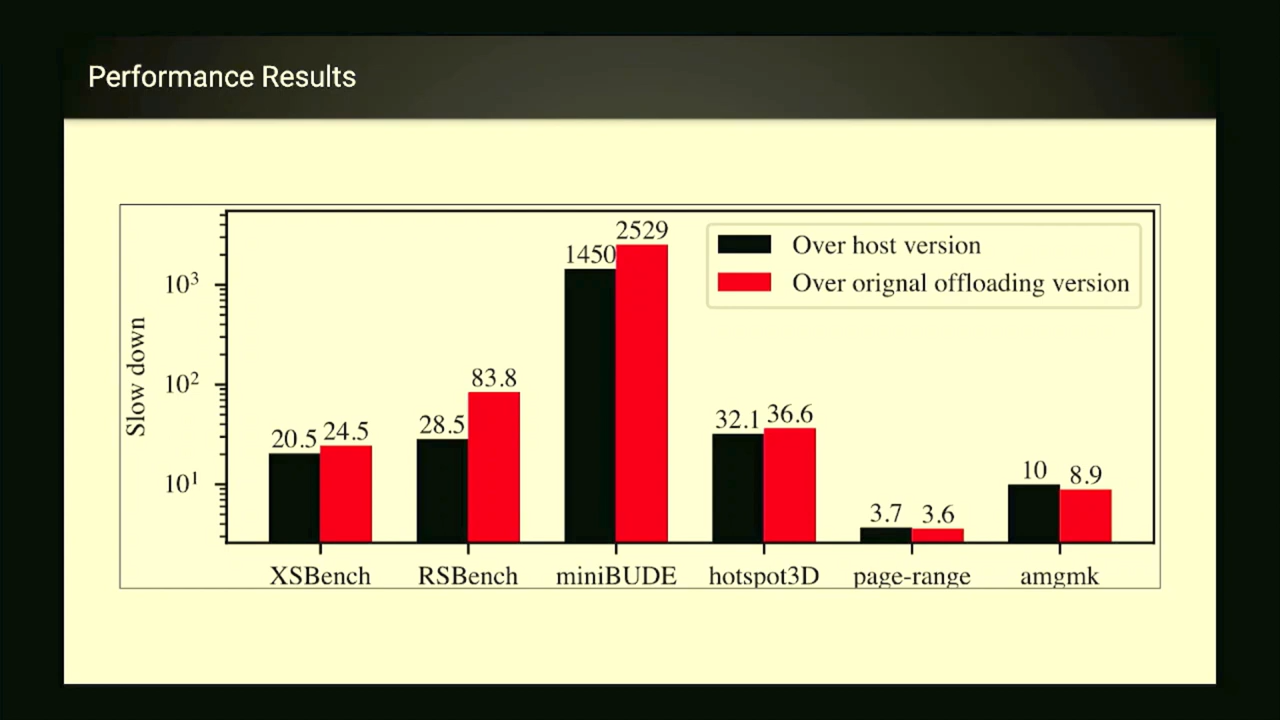 Performance Results
Over host version
Over orignal offloading version
Slow down
10³
10²
10¹
20.5
24.5
28.5
83.8
1450
2529
32.1
36.6
3.7
3.6
10
8.9
XSBench
RSBench
miniBUDE
hotspot3D
page-range
amgmk